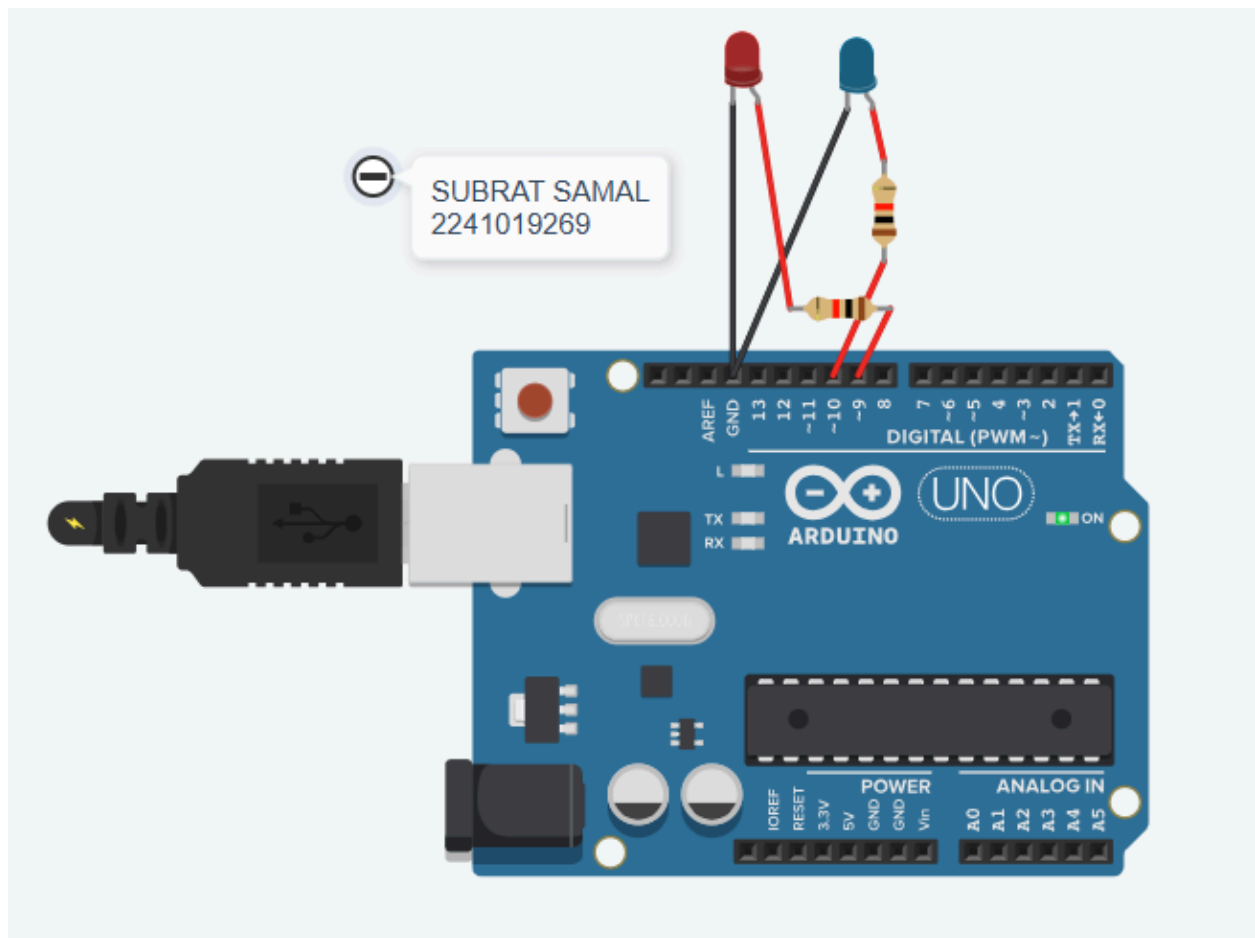 SUBRAT SAMAL
2241019269
AREF
GND
13
12
~11
~10
~9
8
7
~6
~5
4
~3
2
TX→1
RX←0
DIGITAL (PWM~)
L
TX
RX
ARDUINO
UNO
ON
POWER
ANALOG IN
IOREF
RESET
3.3V
5V
GND
GND
Vin
A0
A1
A2
A3
A4
A5